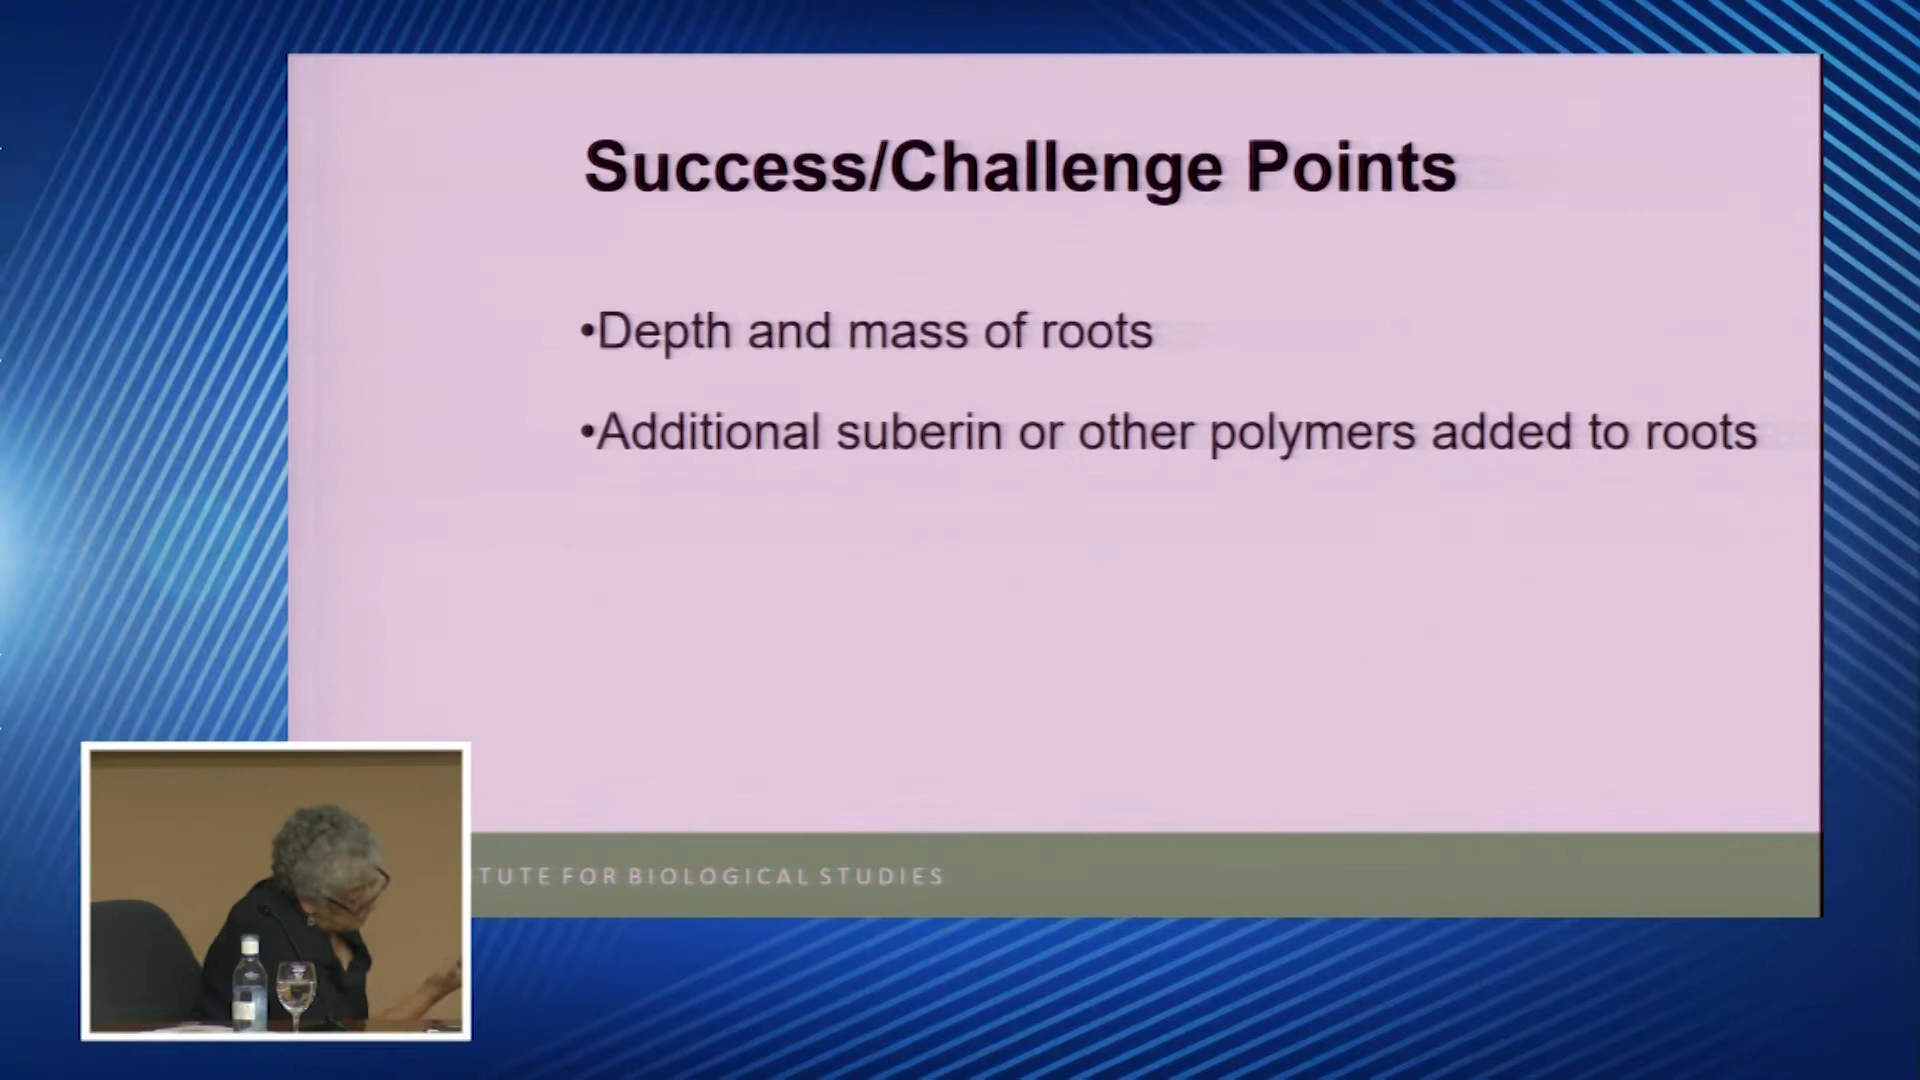 Success/Challenge Points
•Depth and mass of roots
•Additional suberin or other polymers added to roots
TUTE FOR BIOLOGICAL STUDIES